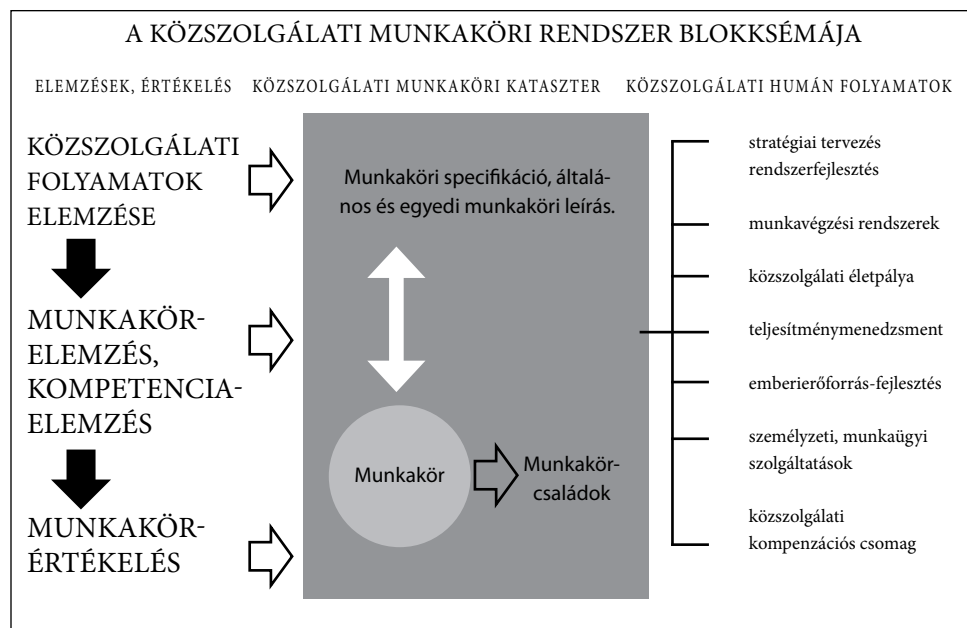 A KÖZSZOLGÁLATI MUNKAKÖRI RENDSZER BLOKKSÉMÁJA
ELEMZÉSEK, ÉRTÉKELÉS
KÖZSZOLGÁLATI MUNKAKÖRI KATASZTER
KÖZSZOLGÁLATI HUMÁN FOLYAMATOK
KÖZSZOLGÁLATI
FOLYAMATOK
ELEMZÉSE
MUNKAKÖR-
ELEMZÉS,
KOMPETENCIA-
ELEMZÉS
MUNKAKÖR-
ÉRTÉKELÉS
Munkaköri specifikáció, általá-
nos és egyedi munkaköri leírás.
Munkakör
Munkakör-
családok
stratégiai tervezés
rendszerfejlesztés
munkavégzési rendszerek
közszolgálati életpálya
teljesítménymenedzsment
emberierőforrás-fejlesztés
személyzeti, munkaügyi
szolgáltatások
közszolgálati
kompenzációs csomag